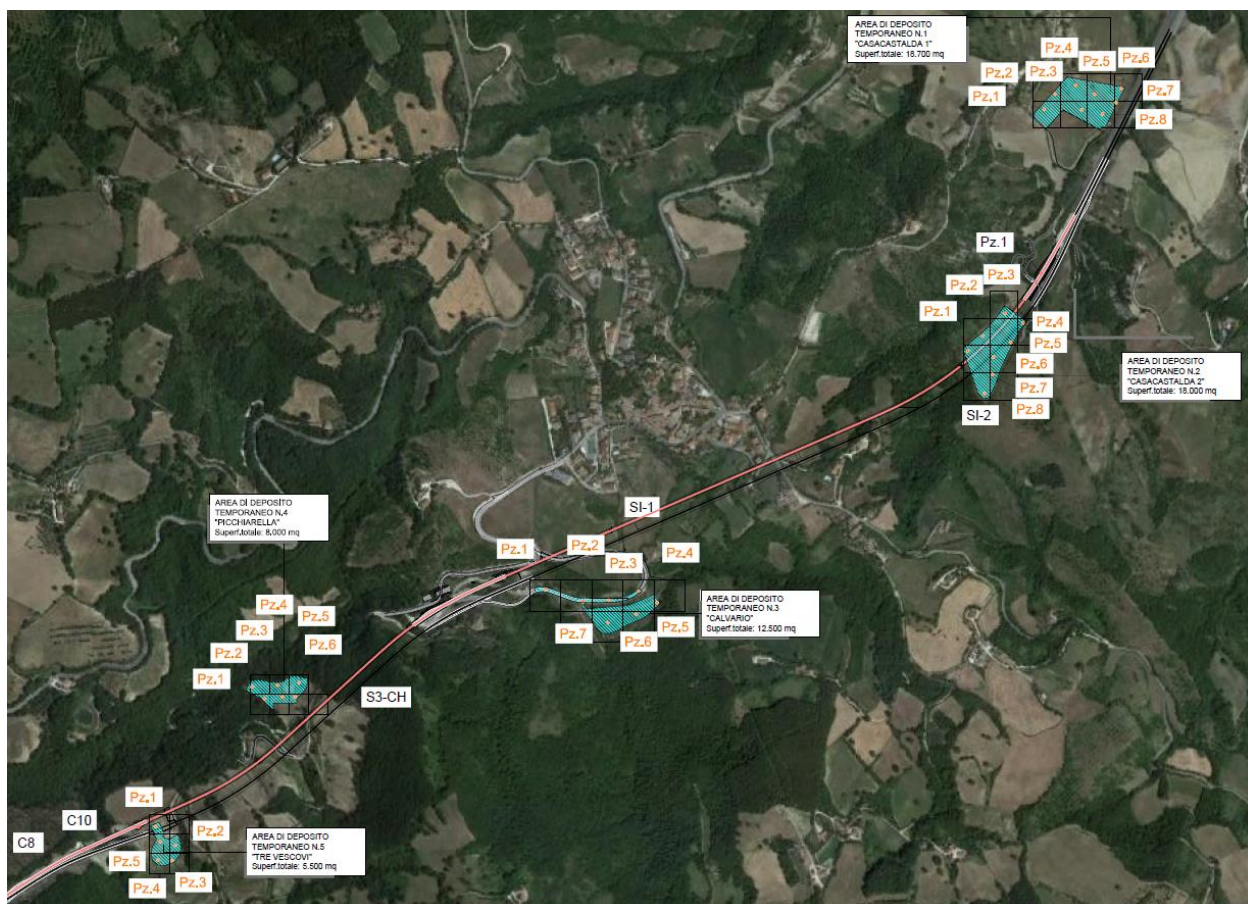 AREA DI DEPOSITO
TEMPORANEO N.1
"CASACASTALDA 1"
Superf.totale: 18.700 mq
Pz.4
Pz.5
Pz.6
Pz.2
Pz.3
Pz.1
Pz.7
Pz.8
Pz.1
Pz.3
Pz.2
Pz.1
Pz.4
Pz.5
Pz.6
Pz.7
Pz.8
SI-2
AREA DI DEPOSITO
TEMPORANEO N.2
"CASACASTALDA 2"
Superf.totale: 18.000 mq
AREA DI DEPOSITO
TEMPORANEO N.4
"PICCHIARELLA"
Superf.totale: 8.000 mq
SI-1
Pz.1
Pz.2
Pz.3
Pz.4
Pz.7
Pz.6
Pz.5
AREA DI DEPOSITO
TEMPORANEO N.3
"CALVARIO"
Superf.totale: 12.500 mq
Pz.4
Pz.5
Pz.3
Pz.6
Pz.2
Pz.1
S3-CH
Pz.1
C10
Pz.2
C8
Pz.5
Pz.4
Pz.3
AREA DI DEPOSITO
TEMPORANEO N.5
"TRE VESCOVI"
Superf.totale: 5.500 mq